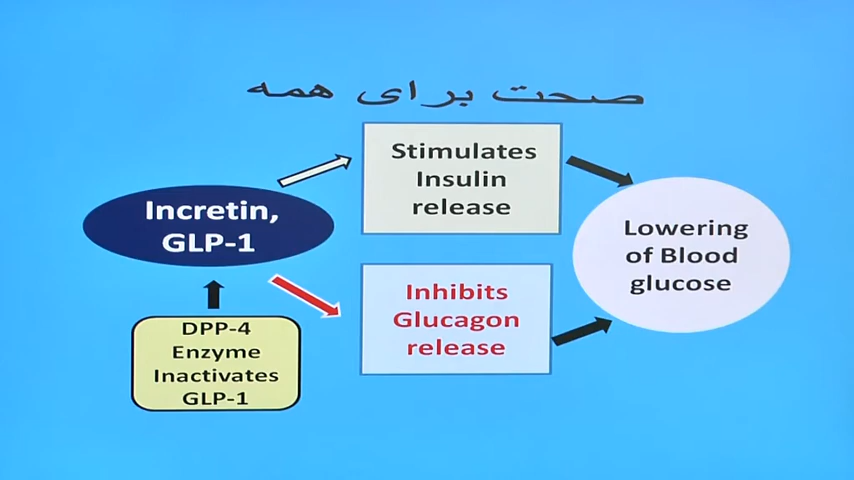 صحت برای همه
Stimulates
Insulin
release
Incretin,
GLP-1
Lowering
of Blood
glucose
Inhibits
Glucagon
release
DPP-4
Enzyme
Inactivates
GLP-1